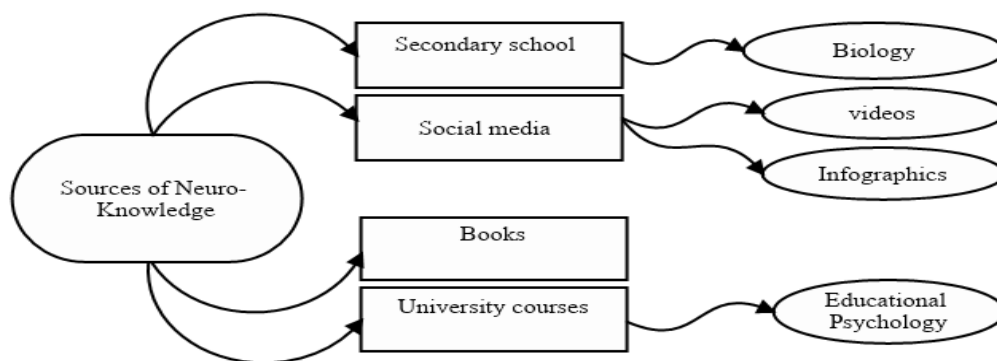 Secondary school
Biology
Social media
videos
Infographics
Sources of Neuro-
Knowledge
Books
University courses
Educational
Psychology